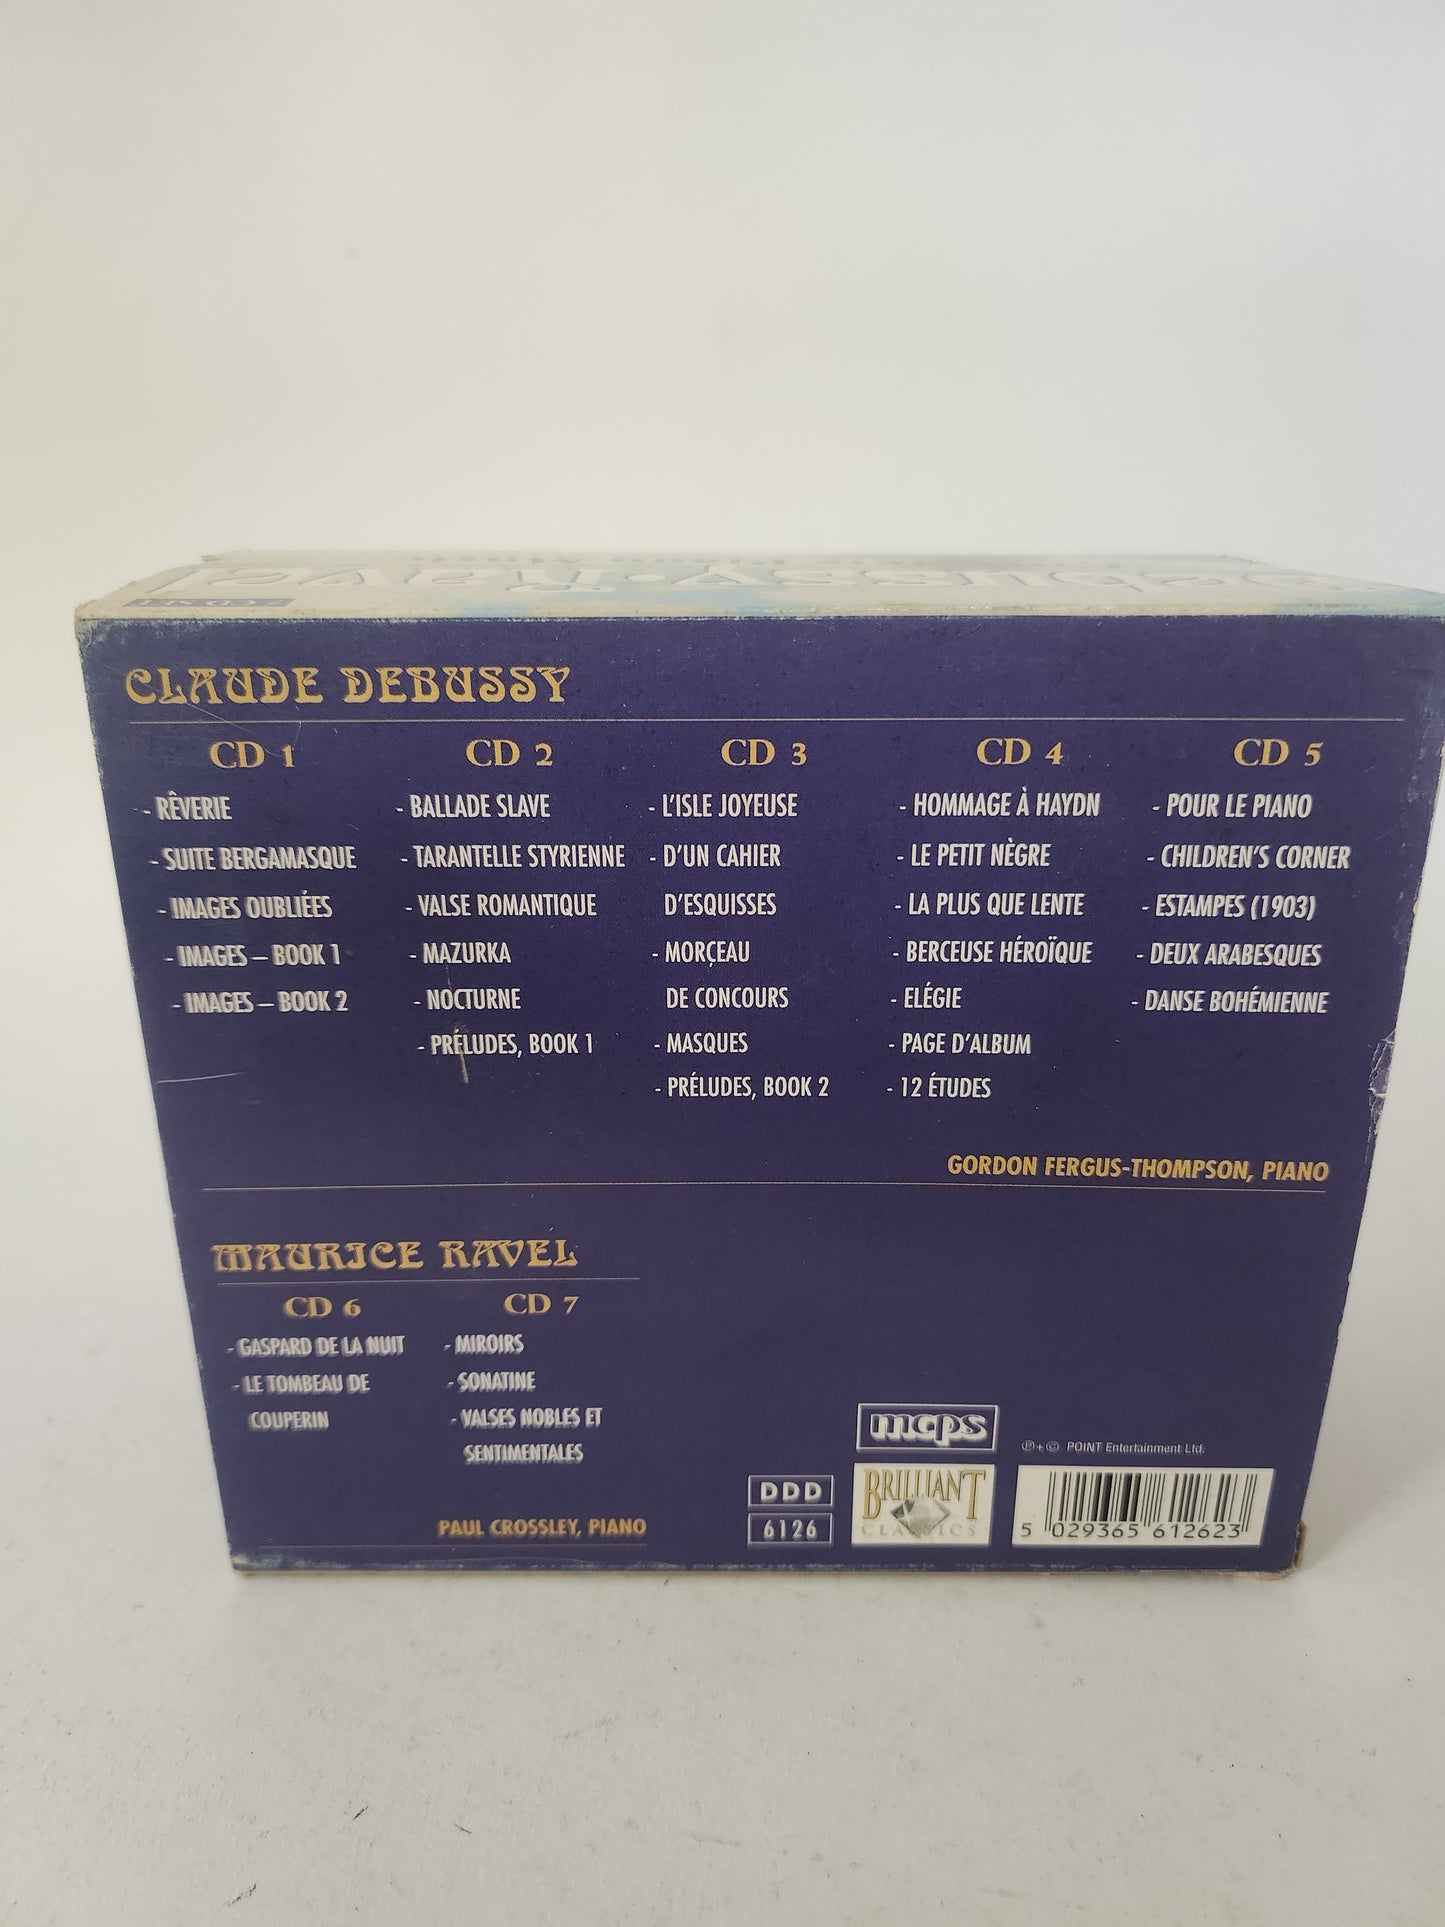 7 CD SET
CLAUDE DEBUSSY
CD 1
- RÊVERIE
- SUITE BERGAMASQUE
- IMAGES OUBLIÉES
- IMAGES – BOOK 1
- IMAGES – BOOK 2
CD 2
- BALLADE SLAVE
- TARANTELLE STYRIENNE
- VALSE ROMANTIQUE
- MAZURKA
- NOCTURNE
- PRÉLUDES, BOOK 1
CD 3
- L'ISLE JOYEUSE
- D'UN CAHIER
D'ESQUISSES
- MORÇEAU
DE CONCOURS
- MASQUES
- PRÉLUDES, BOOK 2
CD 4
- HOMMAGE À HAYDN
- LE PETIT NÈGRE
- LA PLUS QUE LENTE
- BERCEUSE HÉROÏQUE
- ELÉGIE
- PAGE D'ALBUM
- 12 ÉTUDES
CD 5
- POUR LE PIANO
- CHILDREN'S CORNER
- ESTAMPES (1903)
- DEUX ARABESQUES
- DANSE BOHÉMIENNE
GORDON FERGUS-THOMPSON, PIANO
MAURICE RAVEL
CD 6
- GASPARD DE LA NUIT
- LE TOMBEAU DE
COUPERIN
CD 7
- MIROIRS
- SONATINE
- VALSES NOBLES ET
SENTIMENTALES
PAUL CROSSLEY, PIANO
mcps
℗+© POINT Entertainment Ltd.
DDD
6126
BRILLIANT
CLASSICS
5 029365 612623